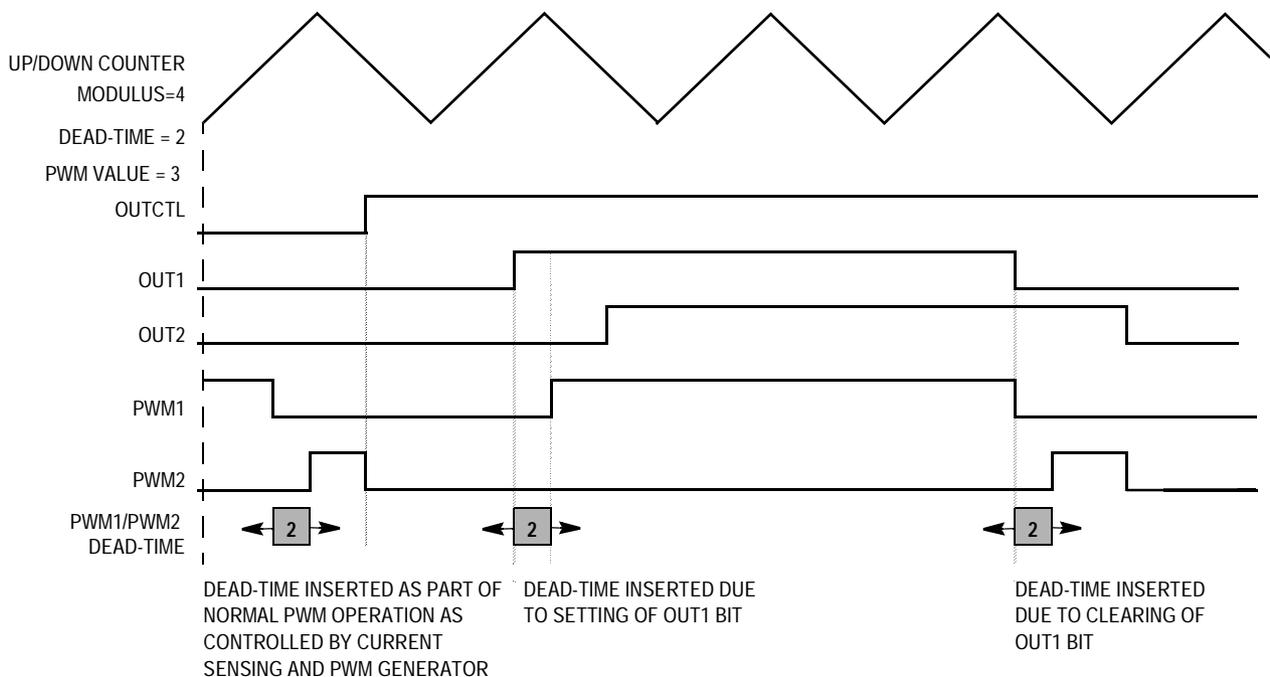 UP/DOWN COUNTER
MODULUS=4
DEAD-TIME = 2
PWM VALUE = 3
OUTCTL
OUT1
OUT2
PWM1
PWM2
PWM1/PWM2
DEAD-TIME
2
2
2
DEAD-TIME INSERTED AS PART OF
NORMAL PWM OPERATION AS
CONTROLLED BY CURRENT
SENSING AND PWM GENERATOR
DEAD-TIME INSERTED DUE
TO SETTING OF OUT1 BIT
DEAD-TIME INSERTED
DUE TO CLEARING OF
OUT1 BIT